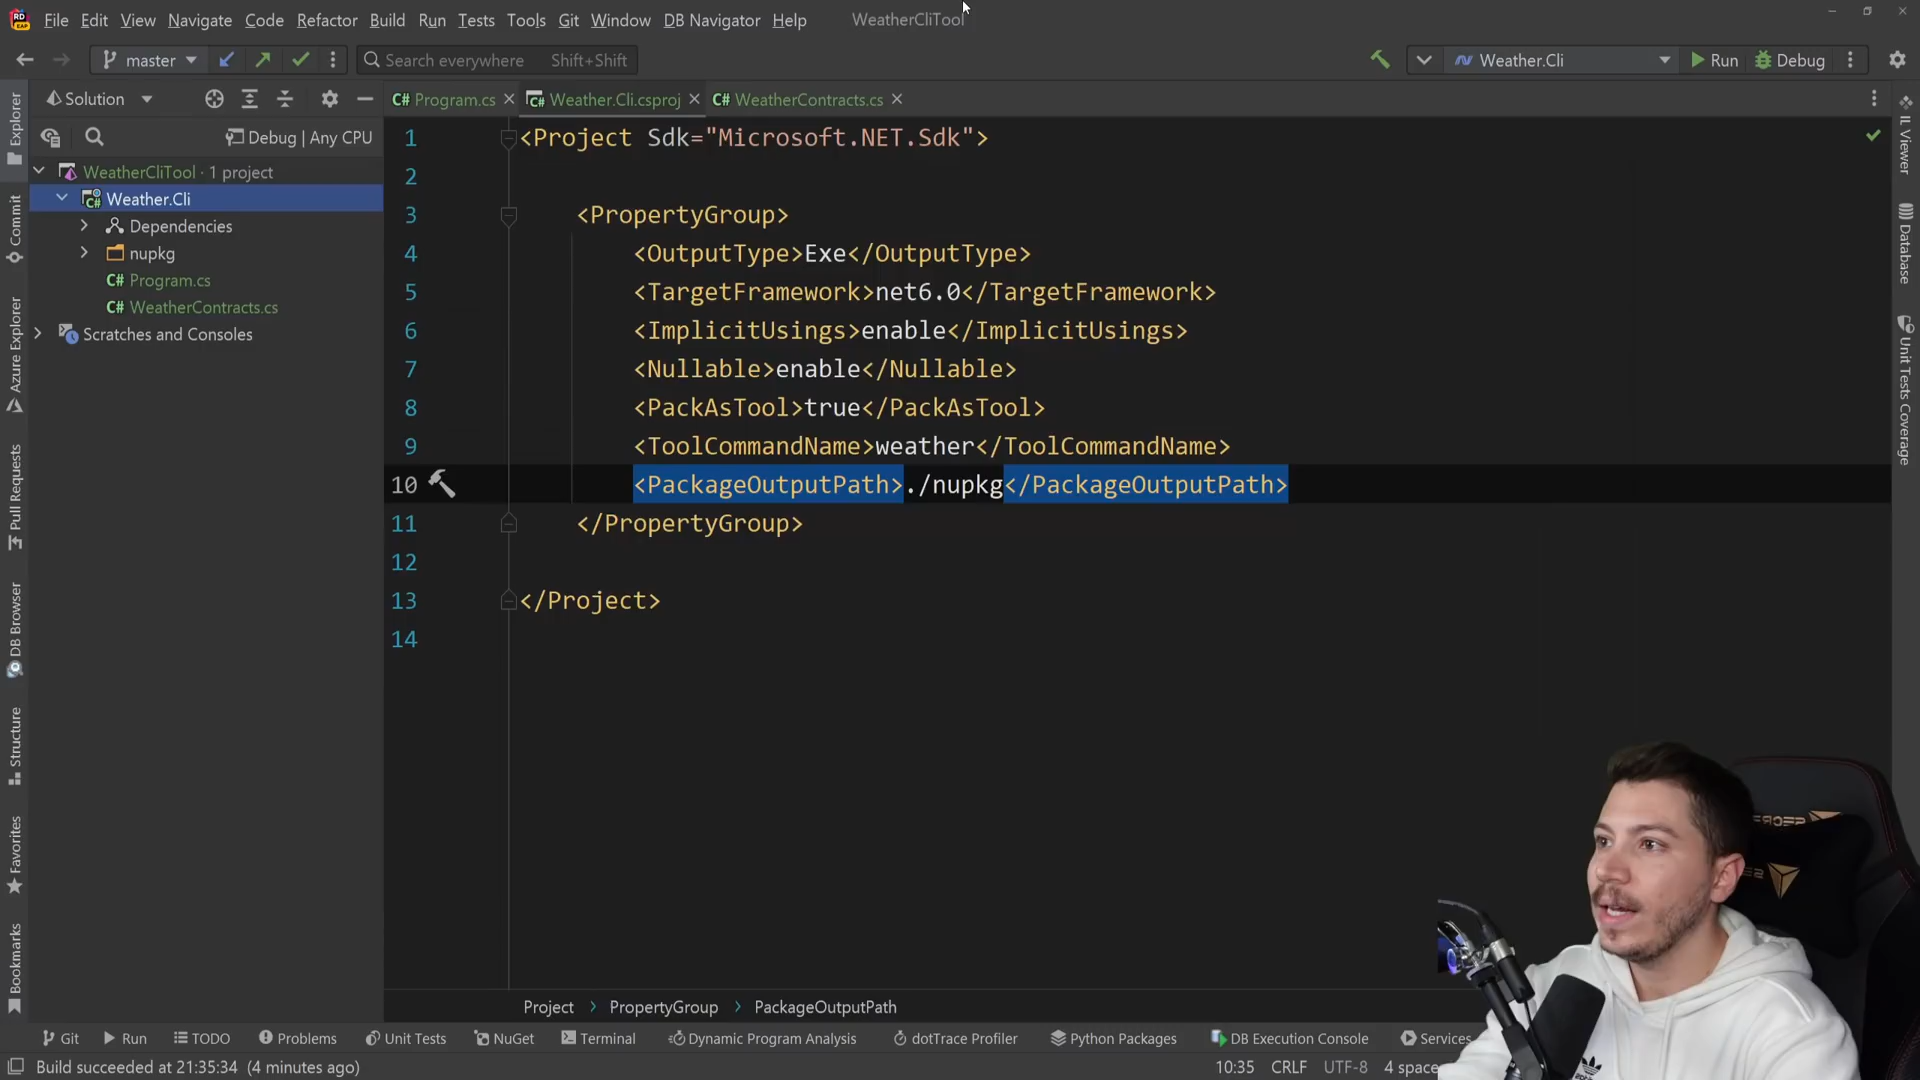 File Edit View Navigate Code Refactor Build Run Tests Tools Git Window DB Navigator Help WeatherCliTool
master Search everywhere Shift+Shift Weather.Cli Run Debug
Solution C# Program.cs C# Weather.Cli.csproj C# WeatherContracts.cs
Debug | Any CPU
WeatherCliTool · 1 project
C# Weather.Cli
Dependencies
nupkg
C# Program.cs
C# WeatherContracts.cs
Scratches and Consoles
Explorer
Commit
Azure Explorer
Pull Requests
DB Browser
Structure
Favorites
Bookmarks
1 <Project Sdk="Microsoft.NET.Sdk">
2
3 <PropertyGroup>
4 <OutputType>Exe</OutputType>
5 <TargetFramework>net6.0</TargetFramework>
6 <ImplicitUsings>enable</ImplicitUsings>
7 <Nullable>enable</Nullable>
8 <PackAsTool>true</PackAsTool>
9 <ToolCommandName>weather</ToolCommandName>
10 <PackageOutputPath>./nupkg</PackageOutputPath>
11 </PropertyGroup>
12
13 </Project>
14
IL Viewer
Database
Unit Tests Coverage
Project > PropertyGroup > PackageOutputPath
Git Run TODO Problems Unit Tests NuGet Terminal Dynamic Program Analysis dotTrace Profiler Python Packages DB Execution Console Services
Build succeeded at 21:35:34 (4 minutes ago) 10:35 CRLF UTF-8 4